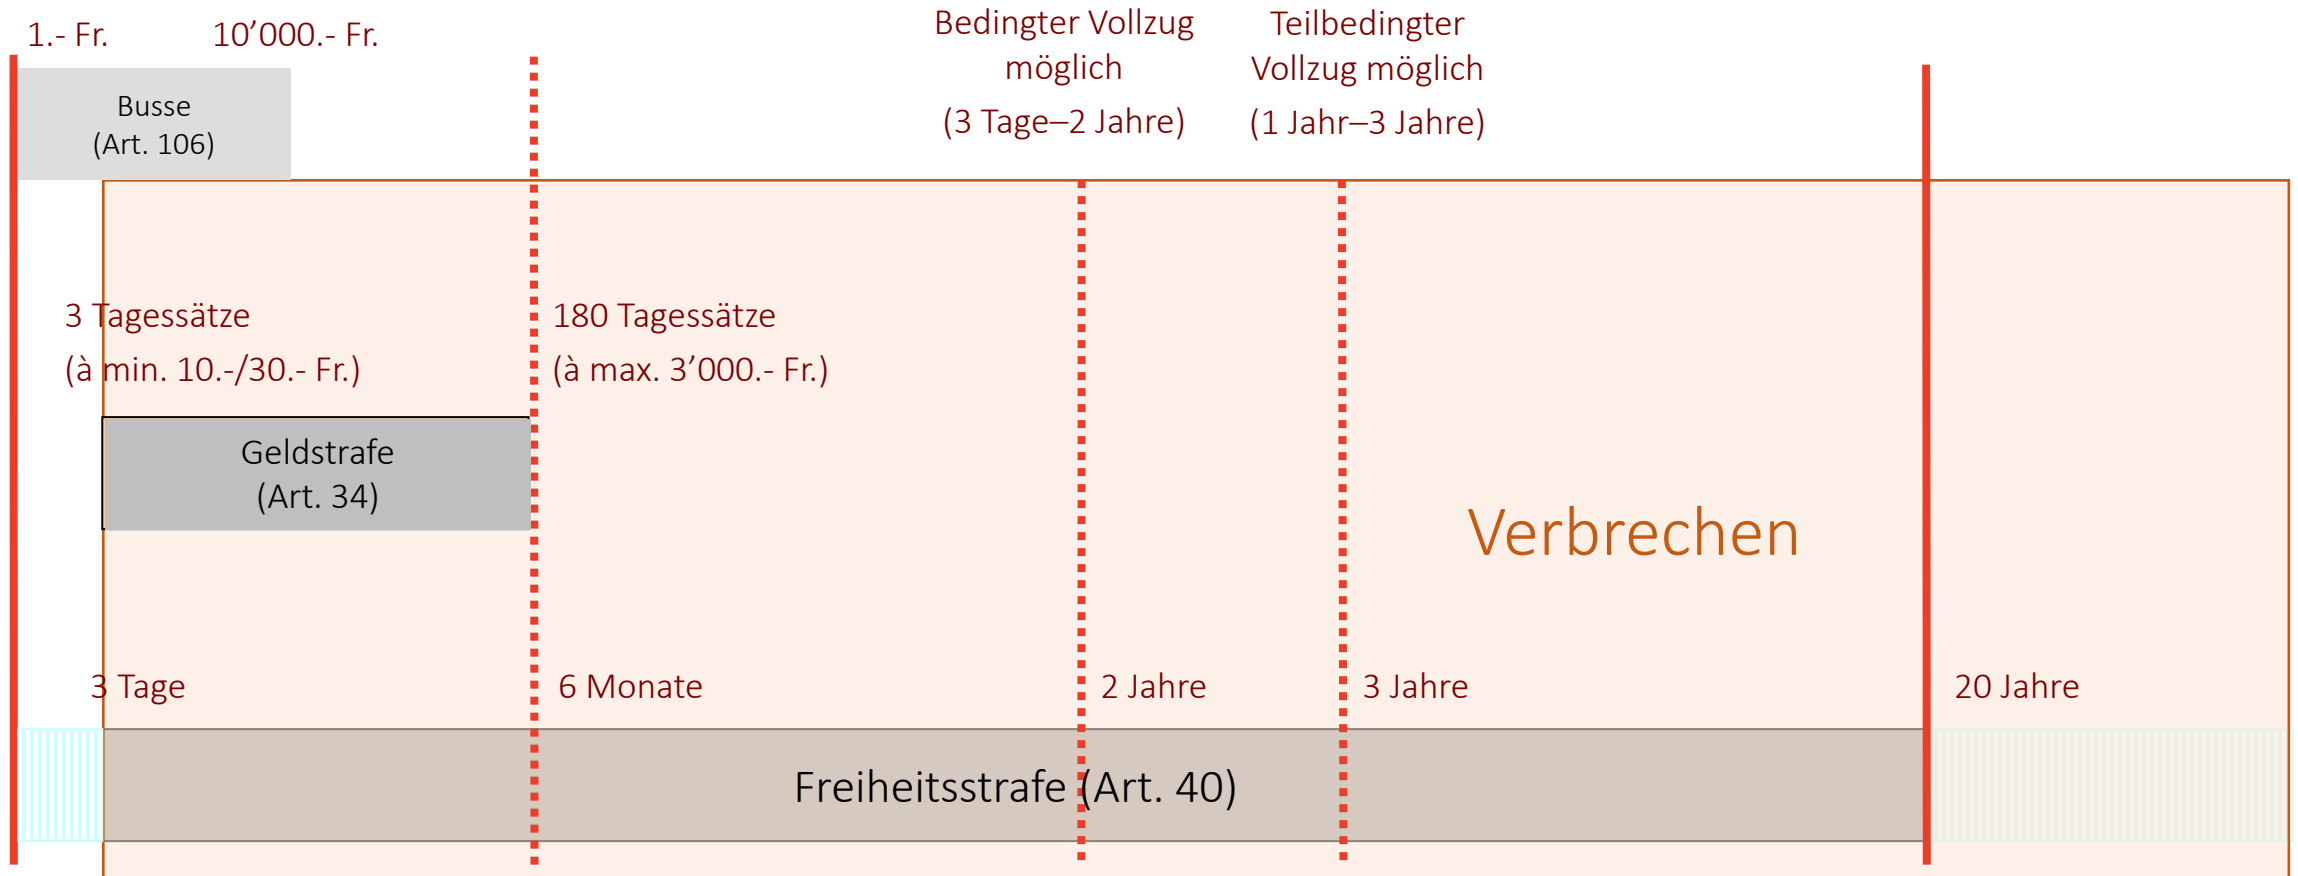 1.- Fr.
10’000.- Fr.
Bedingter Vollzug
möglich
(3 Tage–2 Jahre)
Teilbedingter
Vollzug möglich
(1 Jahr–3 Jahre)
Busse
(Art. 106)
3 Tagessätze
(à min. 10.-/30.- Fr.)
180 Tagessätze
(à max. 3’000.- Fr.)
Geldstrafe
(Art. 34)
Verbrechen
3 Tage
6 Monate
2 Jahre
3 Jahre
20 Jahre
Freiheitsstrafe (Art. 40)